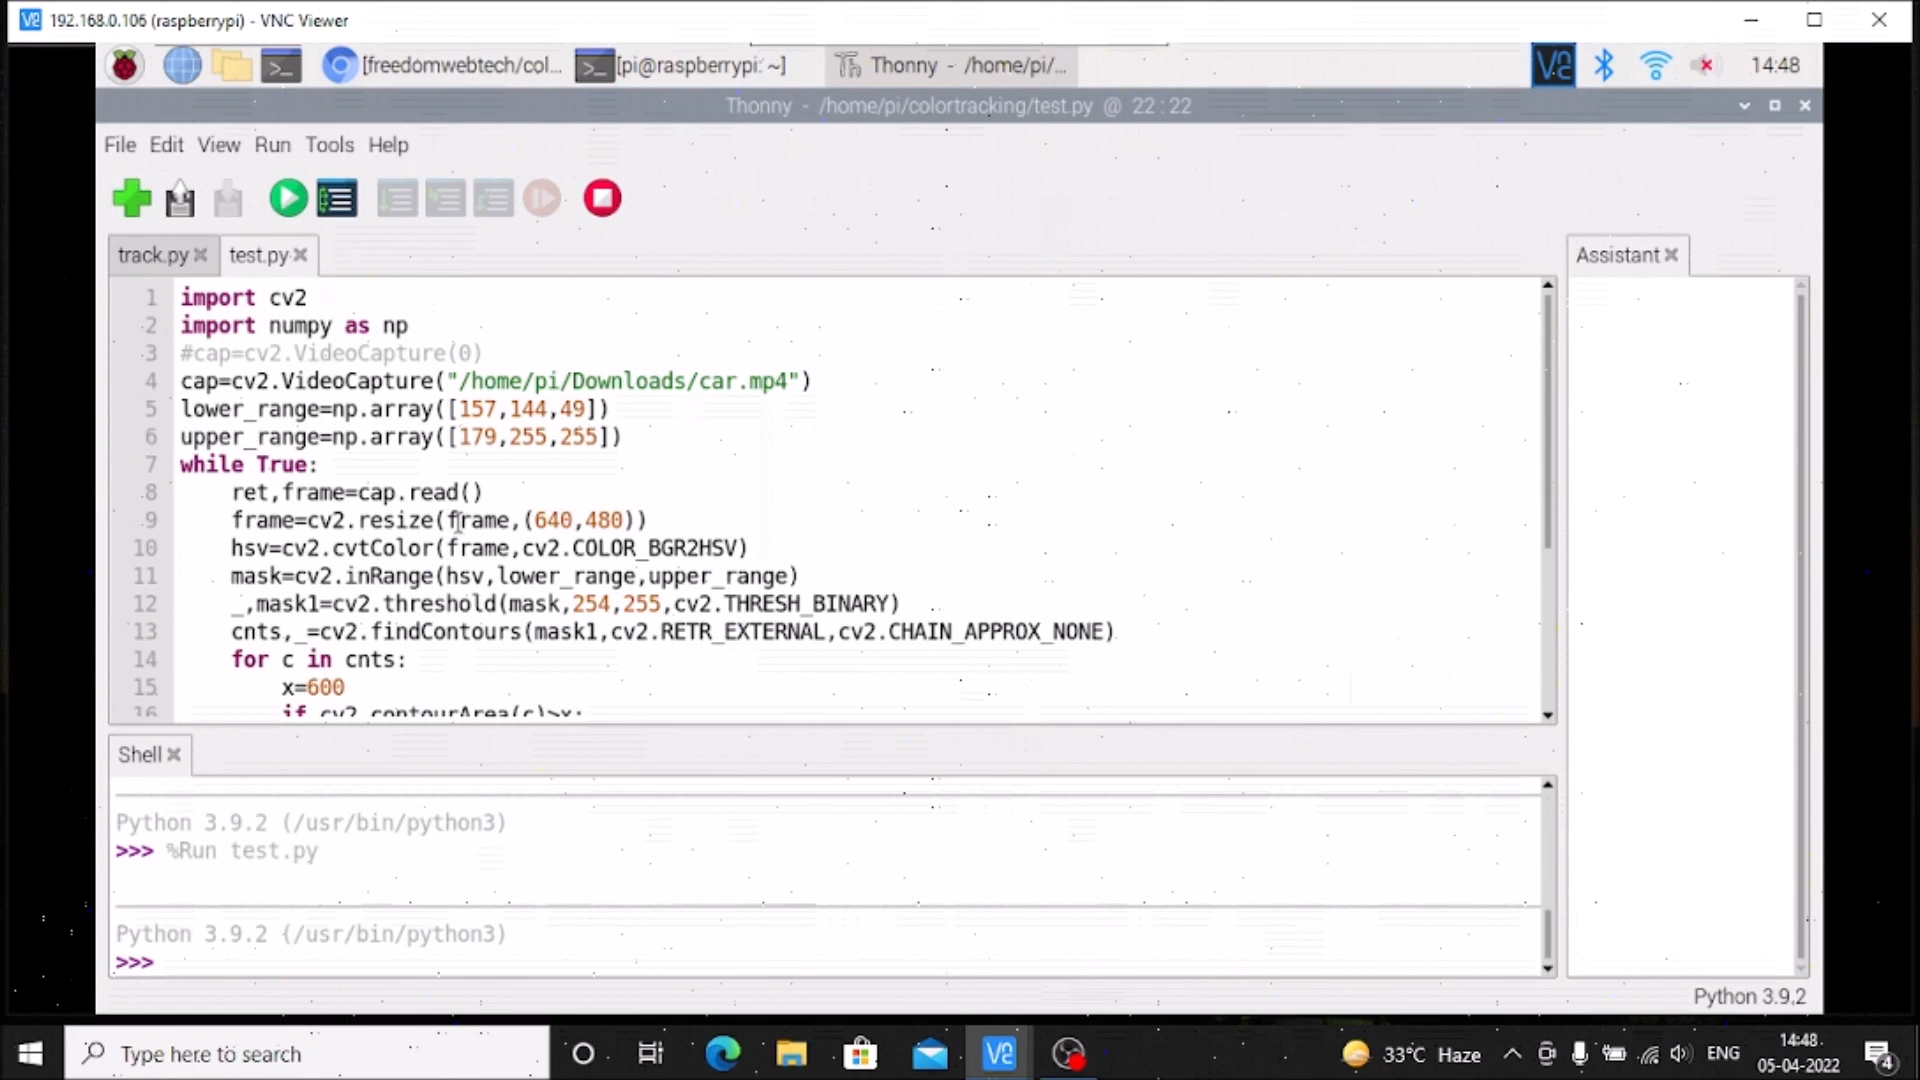 192.168.0.106 (raspberrypi) - VNC Viewer
[freedomwebtech/col...
[pi@raspberrypi: ~]
Thonny - /home/pi/...
14:48
Thonny - /home/pi/colortracking/test.py @ 22 : 22
File Edit View Run Tools Help
track.py
test.py
Assistant
1 import cv2
2 import numpy as np
3 #cap=cv2.VideoCapture(0)
4 cap=cv2.VideoCapture("/home/pi/Downloads/car.mp4")
5 lower_range=np.array([157,144,49])
6 upper_range=np.array([179,255,255])
7 while True:
8 ret,frame=cap.read()
9 frame=cv2.resize(frame,(640,480))
10 hsv=cv2.cvtColor(frame,cv2.COLOR_BGR2HSV)
11 mask=cv2.inRange(hsv,lower_range,upper_range)
12 _,mask1=cv2.threshold(mask,254,255,cv2.THRESH_BINARY)
13 cnts,_=cv2.findContours(mask1,cv2.RETR_EXTERNAL,cv2.CHAIN_APPROX_NONE)
14 for c in cnts:
15 x=600
16 if cv2.contourArea(c)>x:
Shell
Python 3.9.2 (/usr/bin/python3)
>>> %Run test.py
Python 3.9.2 (/usr/bin/python3)
>>>
Python 3.9.2
Type here to search
33°C Haze
ENG
14:48
05-04-2022
4